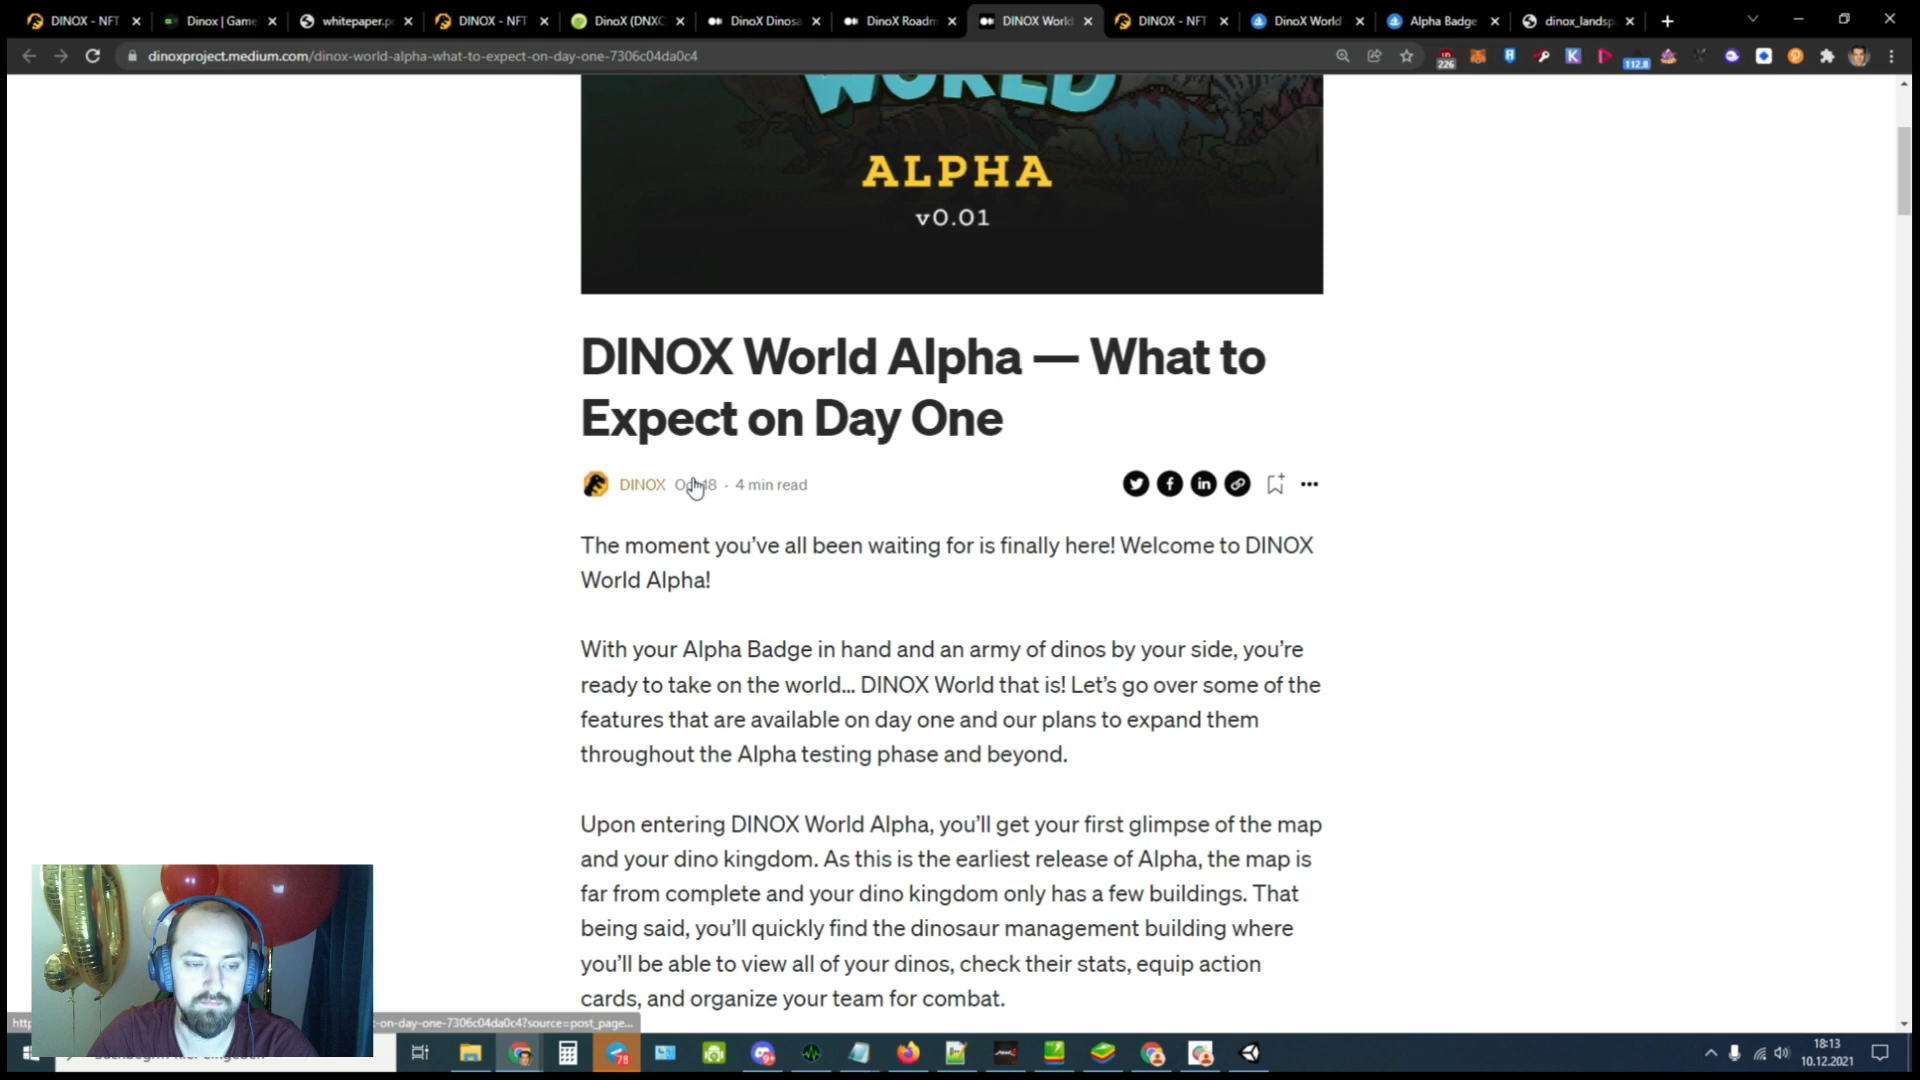 DINOX - NFT
Dinox | Game
whitepaper.p
DINOX - NFT
DinoX (DNXC
DinoX Dinosa
DinoX Roadm
DINOX World
DINOX - NFT
DinoX World
Alpha Badge
dinox_landsp
dinoxproject.medium.com/dinox-world-alpha-what-to-expect-on-day-one-7306c04da0c4
226
112.8
WORLD
ALPHA
v0.01
DINOX World Alpha — What to
Expect on Day One
DINOX
18 · 4 min read
The moment you’ve all been waiting for is finally here! Welcome to DINOX
World Alpha!
With your Alpha Badge in hand and an army of dinos by your side, you’re
ready to take on the world… DINOX World that is! Let’s go over some of the
features that are available on day one and our plans to expand them
throughout the Alpha testing phase and beyond.
Upon entering DINOX World Alpha, you’ll get your first glimpse of the map
and your dino kingdom. As this is the earliest release of Alpha, the map is
far from complete and your dino kingdom only has a few buildings. That
being said, you’ll quickly find the dinosaur management building where
you’ll be able to view all of your dinos, check their stats, equip action
cards, and organize your team for combat.
-on-day-one-7306c04da0c4?source=post_page...
78
18:13
10.12.2021